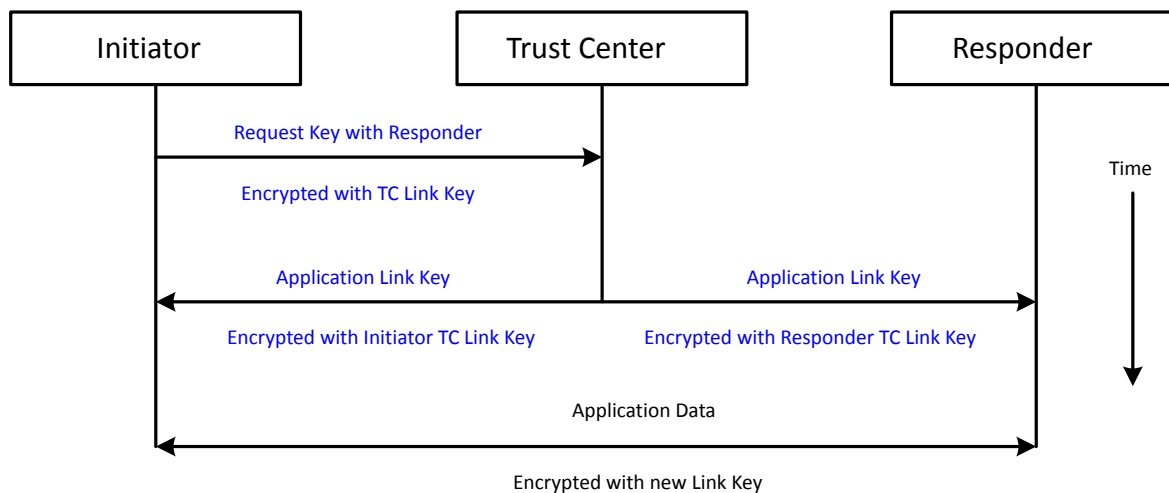 Initiator
Trust Center
Responder
Request Key with Responder
Encrypted with TC Link Key
Time
Application Link Key
Application Link Key
Encrypted with Initiator TC Link Key
Encrypted with Responder TC Link Key
Application Data
Encrypted with new Link Key